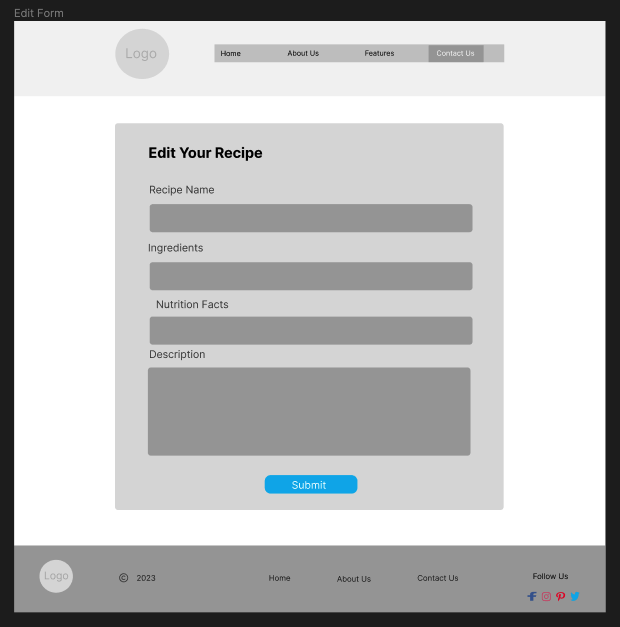 Edit Form
Logo
Home About Us Features Contact Us
Edit Your Recipe
Recipe Name
Ingredients
Nutrition Facts
Description
Submit
Logo
© 2023
Home About Us Contact Us
Follow Us